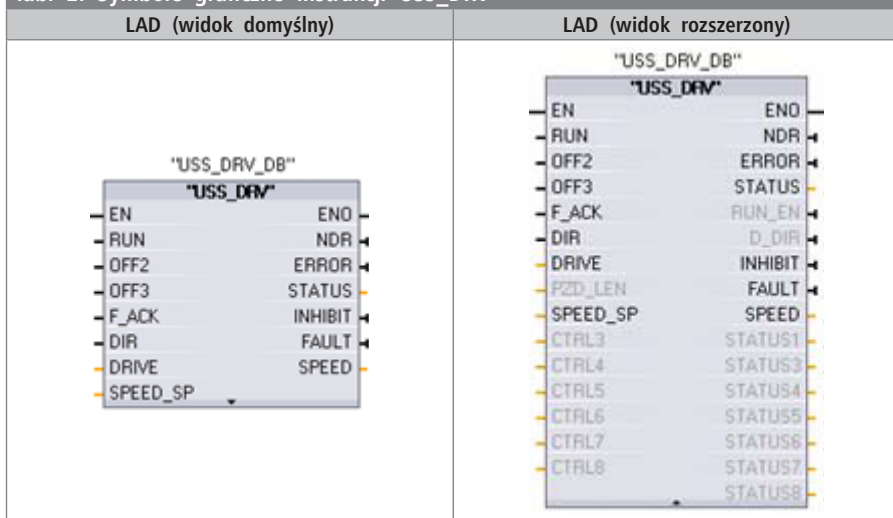 LAD (widok domyślny)
LAD (widok rozszerzony)
"USS_DRV_DB"
"USS_DRV"
EN ENO
RUN NDR
OFF2 ERROR
OFF3 STATUS
F_ACK INHIBIT
DIR FAULT
DRIVE SPEED
SPEED_SP
"USS_DRV_DB"
"USS_DRV"
EN ENO
RUN NDR
OFF2 ERROR
OFF3 STATUS
F_ACK RUN_EN
DIR D_DIR
DRIVE INHIBIT
PZD_LEN FAULT
SPEED_SP SPEED
CTRL3 STATUS1
CTRL4 STATUS3
CTRL5 STATUS4
CTRL6 STATUS5
CTRL7 STATUS6
CTRL8 STATUS7
STATUS8